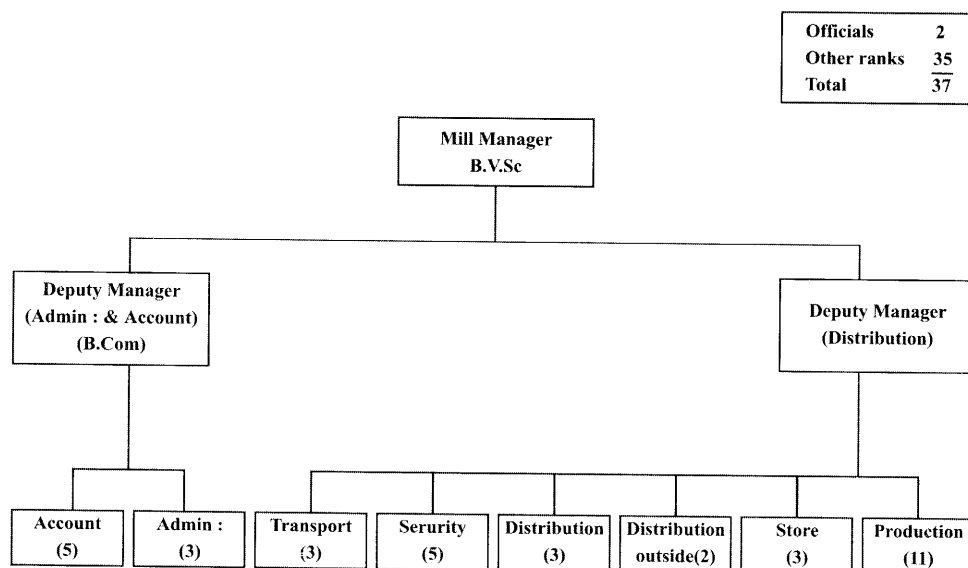 Officials 2
Other ranks 35
Total 37
Mill Manager
B.V.Sc
Deputy Manager
(Admin : & Account)
(B.Com)
Deputy Manager
(Distribution)
Account
(5)
Admin :
(3)
Transport
(3)
Serurity
(5)
Distribution
(3)
Distribution
outside(2)
Store
(3)
Production
(11)